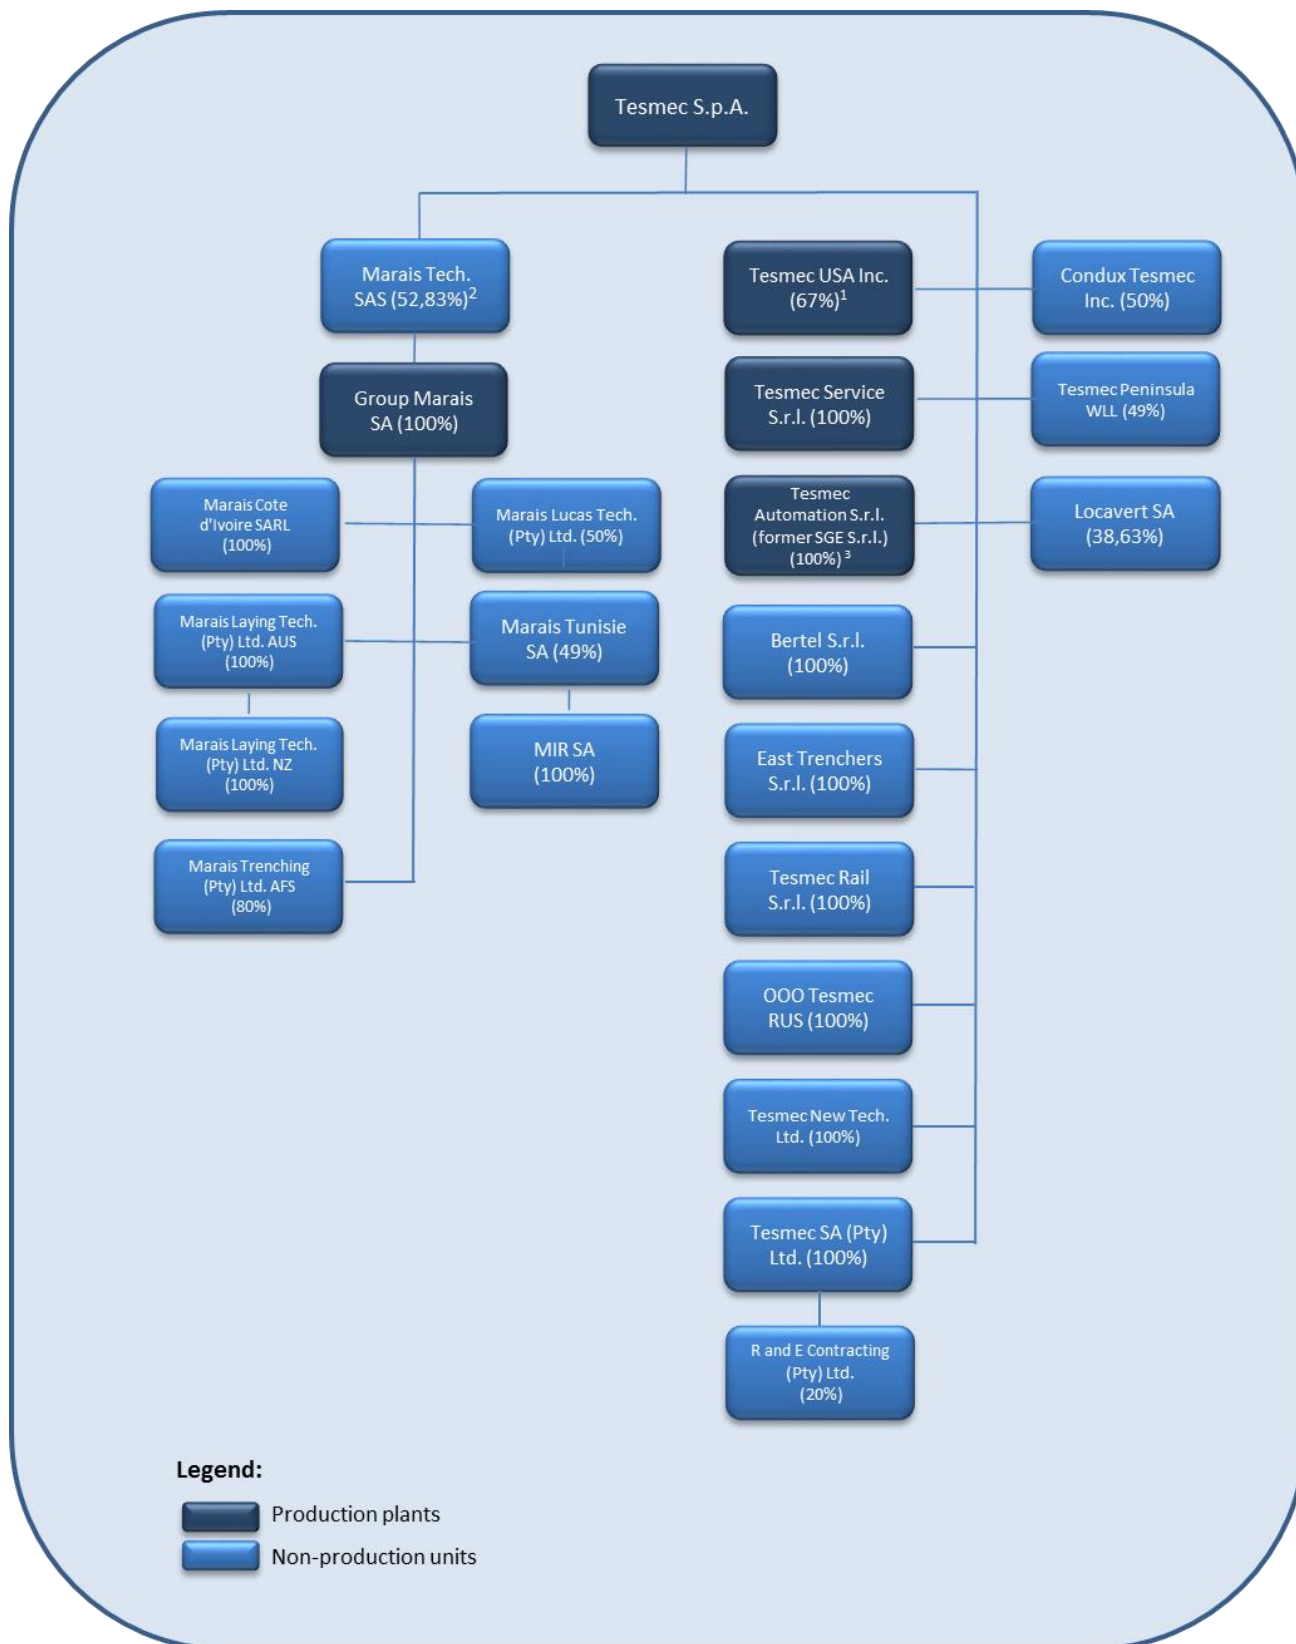 Tesmec S.p.A.
Marais Tech.
SAS (52,83%)2
Group Marais
SA (100%)
Marais Cote
d'Ivoire SARL
(100%)
Marais Lucas Tech.
(Pty) Ltd. (50%)
Marais Laying Tech.
(Pty) Ltd. AUS
(100%)
Marais Tunisie
SA (49%)
Marais Laying Tech.
(Pty) Ltd. NZ
(100%)
MIR SA
(100%)
Marais Trenching
(Pty) Ltd. AFS
(80%)
Tesmec USA Inc.
(67%)1
Condux Tesmec
Inc. (50%)
Tesmec Service
S.r.l. (100%)
Tesmec Peninsula
WLL (49%)
Tesmec
Automation S.r.l.
(former SGE S.r.l.)
(100%) 3
Locavert SA
(38,63%)
Bertel S.r.l.
(100%)
East Trenchers
S.r.l. (100%)
Tesmec Rail
S.r.l. (100%)
OOO Tesmec
RUS (100%)
Tesmec New Tech.
Ltd. (100%)
Tesmec SA (Pty)
Ltd. (100%)
R and E Contracting
(Pty) Ltd.
(20%)
Legend:
Production plants
Non-production units